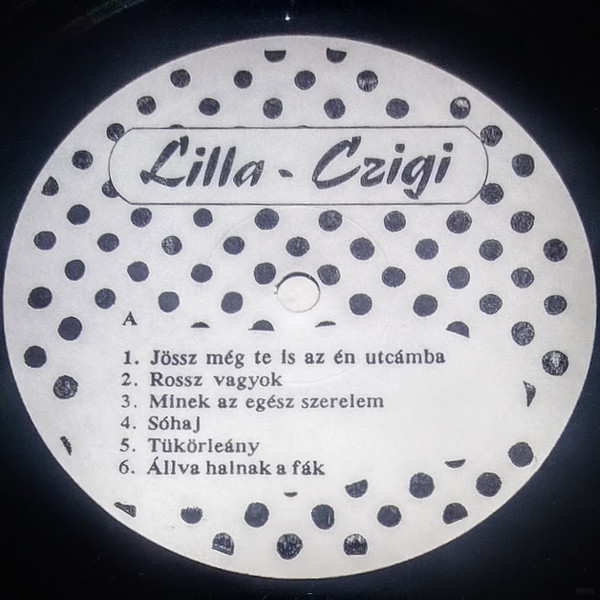 Lilla - Czigi
A
1. Jössz még te is az én utcámba
2. Rossz vagyok
3. Minek az egész szerelem
4. Sóhaj
5. Tükörleány
6. Állva halnak a fák